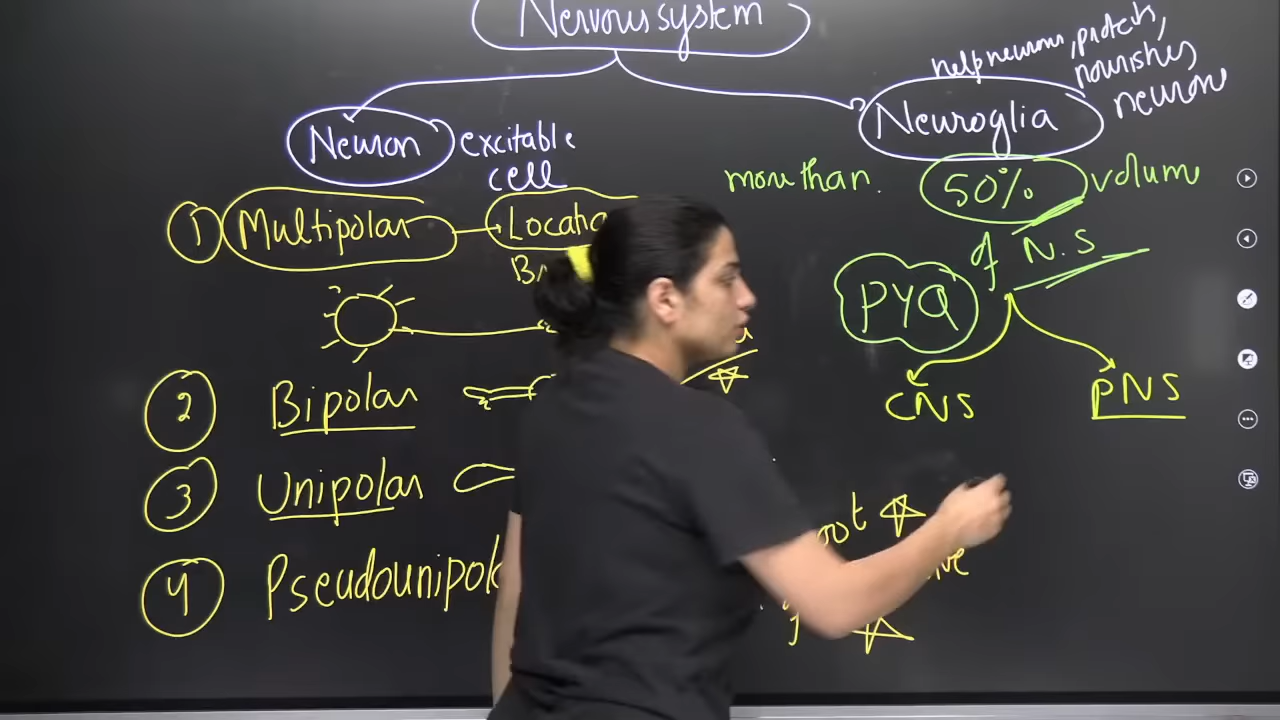 Nervous system
help neurons, protects,
nourishes
neurons
Neuron
excitable
cell
Neuroglia
more than 50% volume
of N.S
① Multipolar
PYQ
CNS
PNS
② Bipolar
③ Unipolar
④